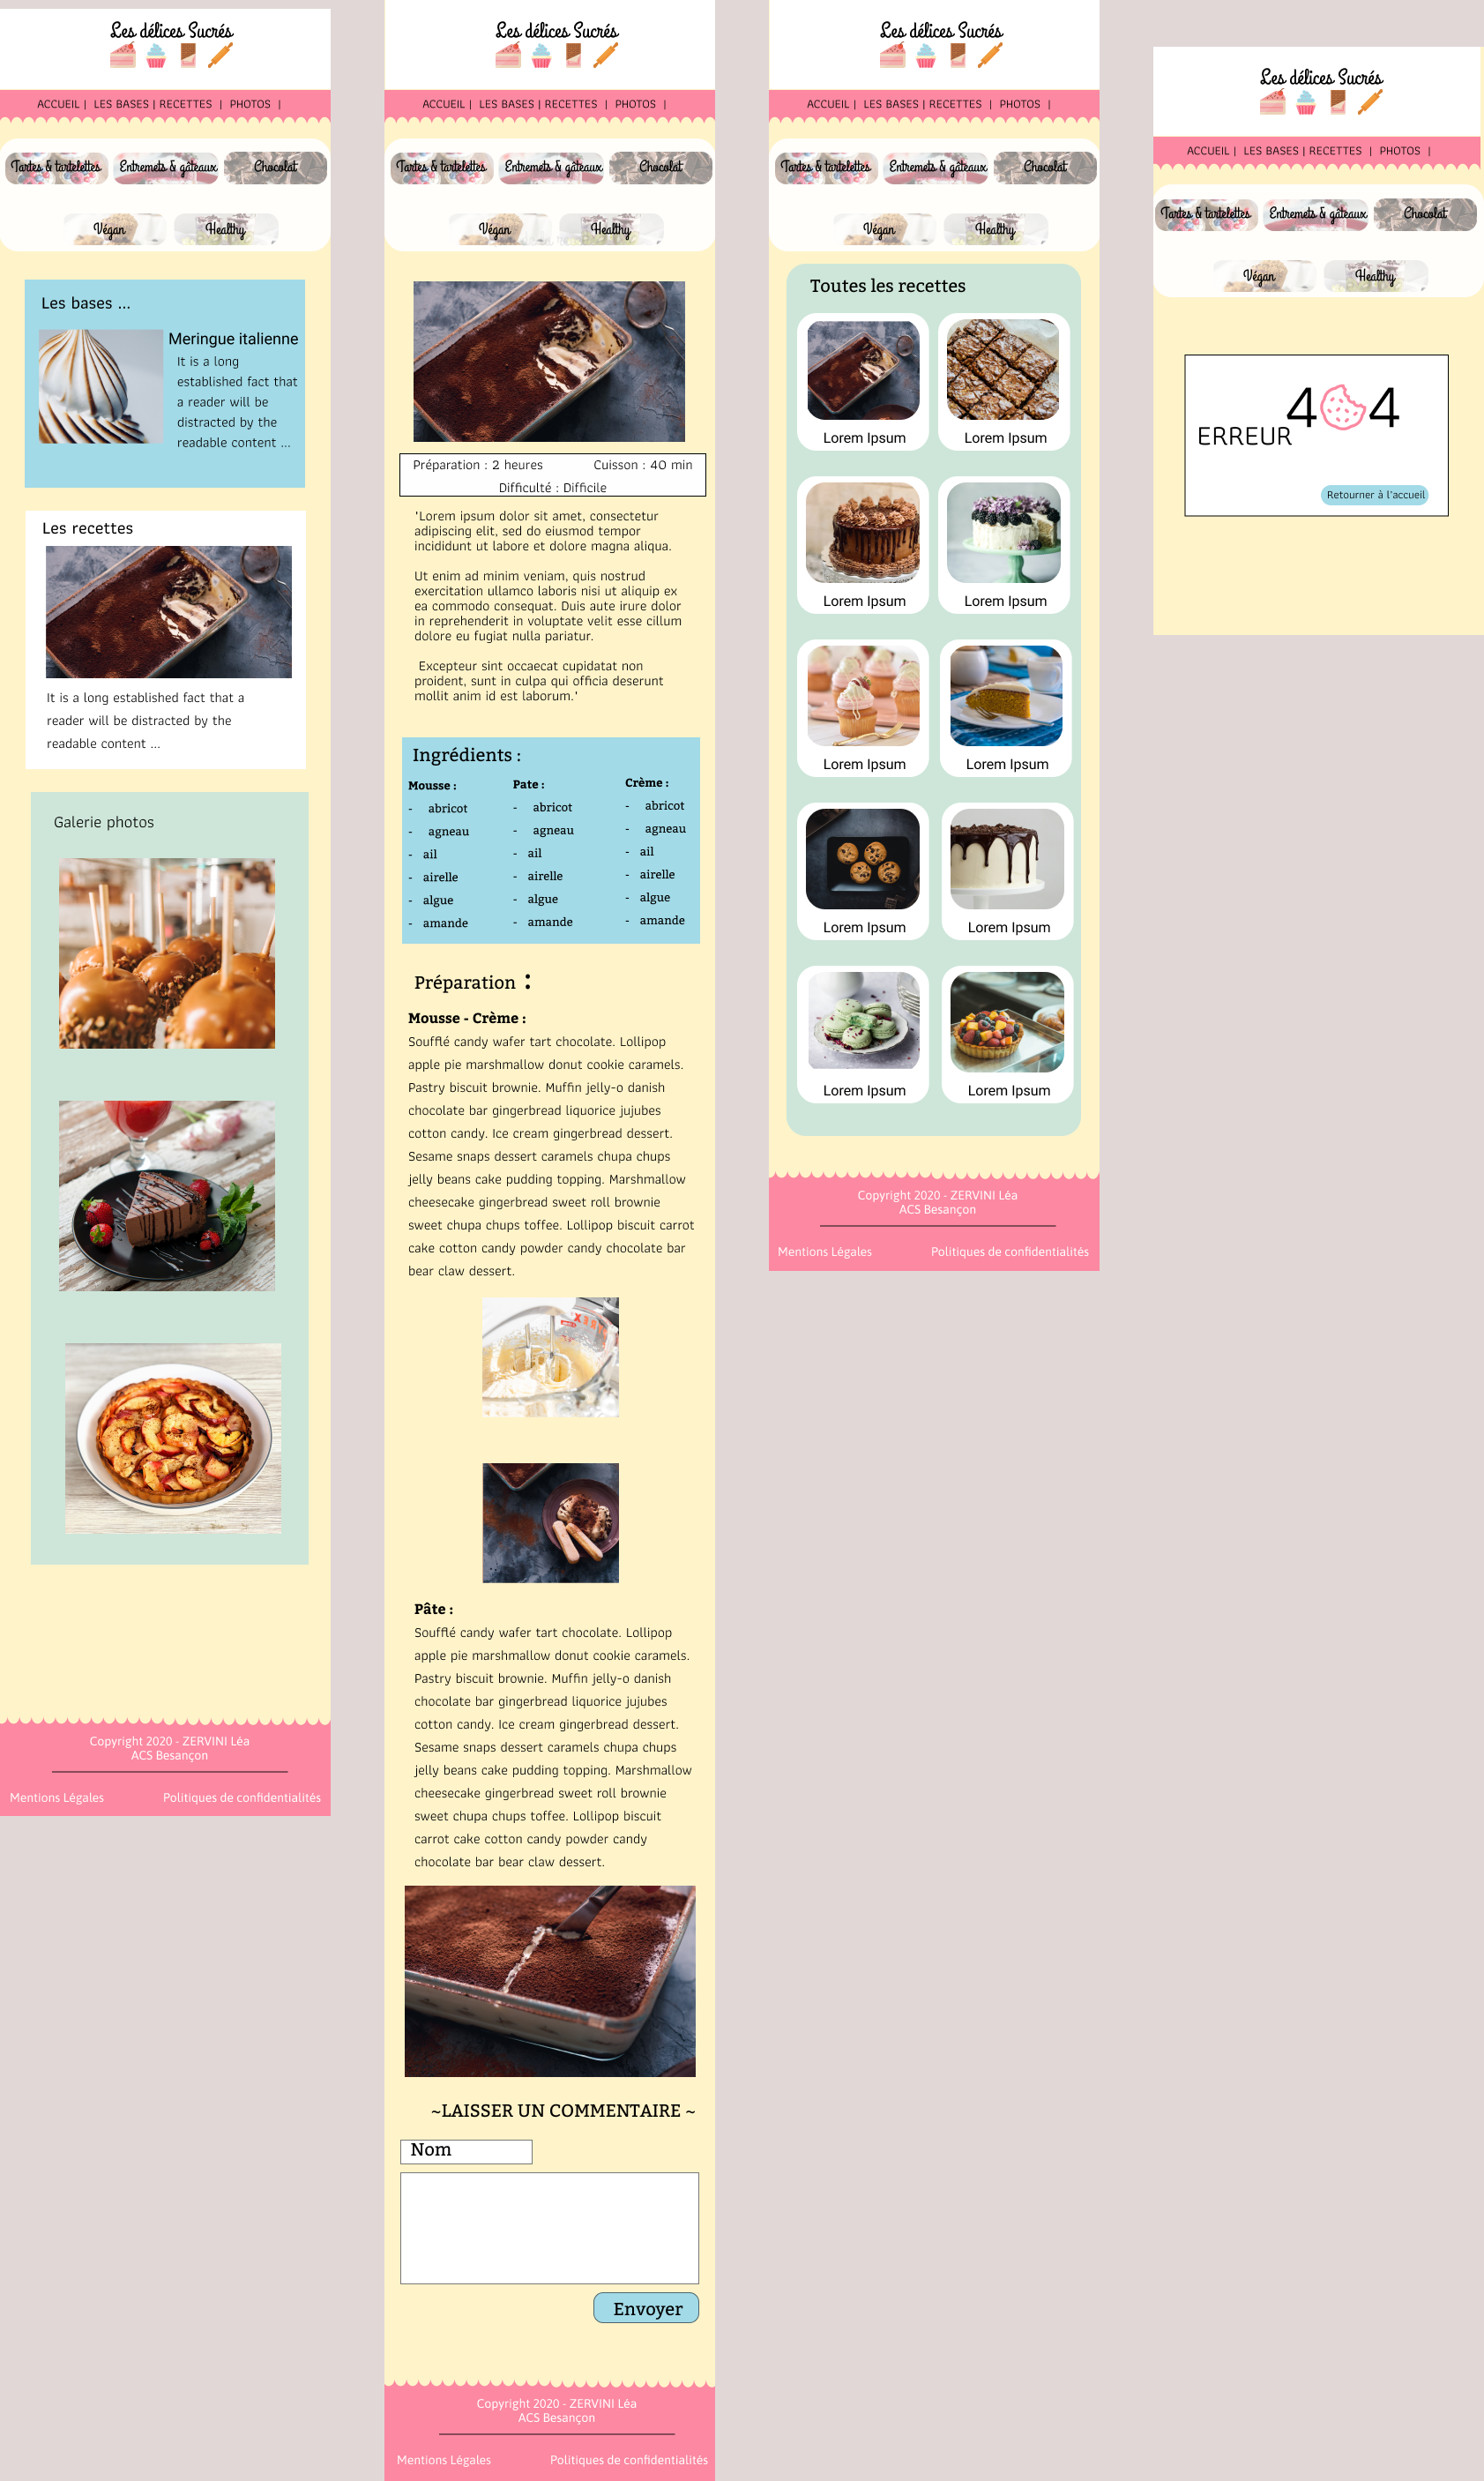 Les délices Sucrés
ACCUEIL | LES BASES | RECETTES | PHOTOS |
Tartes & tartelettes Entremets & gâteaux Chocolat
Végan Healthy
Les bases ...
Meringue italienne
It is a long
established fact that
a reader will be
distracted by the
readable content ...
Les recettes
It is a long established fact that a
reader will be distracted by the
readable content ...
Galerie photos
Copyright 2020 - ZERVINI Léa
ACS Besançon
Mentions Légales Politiques de confidentialités
Les délices Sucrés
ACCUEIL | LES BASES | RECETTES | PHOTOS |
Tartes & tartelettes Entremets & gâteaux Chocolat
Végan Healthy
Préparation : 2 heures Cuisson : 40 min
Difficulté : Difficile
"Lorem ipsum dolor sit amet, consectetur
adipiscing elit, sed do eiusmod tempor
incididunt ut labore et dolore magna aliqua.
Ut enim ad minim veniam, quis nostrud
exercitation ullamco laboris nisi ut aliquip ex
ea commodo consequat. Duis aute irure dolor
in reprehenderit in voluptate velit esse cillum
dolore eu fugiat nulla pariatur.
Excepteur sint occaecat cupidatat non
proident, sunt in culpa qui officia deserunt
mollit anim id est laborum."
Ingrédients :
Mousse :
- abricot
- agneau
- ail
- airelle
- algue
- amande
Pate :
- abricot
- agneau
- ail
- airelle
- algue
- amande
Crème :
- abricot
- agneau
- ail
- airelle
- algue
- amande
Préparation :
Mousse - Crème :
Soufflé candy wafer tart chocolate. Lollipop
apple pie marshmallow donut cookie caramels.
Pastry biscuit brownie. Muffin jelly-o danish
chocolate bar gingerbread liquorice jujubes
cotton candy. Ice cream gingerbread dessert.
Sesame snaps dessert caramels chupa chups
jelly beans cake pudding topping. Marshmallow
cheesecake gingerbread sweet roll brownie
sweet chupa chups toffee. Lollipop biscuit carrot
cake cotton candy powder candy chocolate bar
bear claw dessert.
Pâte :
Soufflé candy wafer tart chocolate. Lollipop
apple pie marshmallow donut cookie caramels.
Pastry biscuit brownie. Muffin jelly-o danish
chocolate bar gingerbread liquorice jujubes
cotton candy. Ice cream gingerbread dessert.
Sesame snaps dessert caramels chupa chups
jelly beans cake pudding topping. Marshmallow
cheesecake gingerbread sweet roll brownie
sweet chupa chups toffee. Lollipop biscuit
carrot cake cotton candy powder candy
chocolate bar bear claw dessert.
~LAISSER UN COMMENTAIRE ~
Nom
Envoyer
Copyright 2020 - ZERVINI Léa
ACS Besançon
Mentions Légales Politiques de confidentialités
Les délices Sucrés
ACCUEIL | LES BASES | RECETTES | PHOTOS |
Tartes & tartelettes Entremets & gâteaux Chocolat
Végan Healthy
Toutes les recettes
Lorem Ipsum Lorem Ipsum
Lorem Ipsum Lorem Ipsum
Lorem Ipsum Lorem Ipsum
Lorem Ipsum Lorem Ipsum
Lorem Ipsum Lorem Ipsum
Copyright 2020 - ZERVINI Léa
ACS Besançon
Mentions Légales Politiques de confidentialités
Les délices Sucrés
ACCUEIL | LES BASES | RECETTES | PHOTOS |
Tartes & tartelettes Entremets & gâteaux Chocolat
Végan Healthy
ERREUR 4 4
Retourner à l'accueil